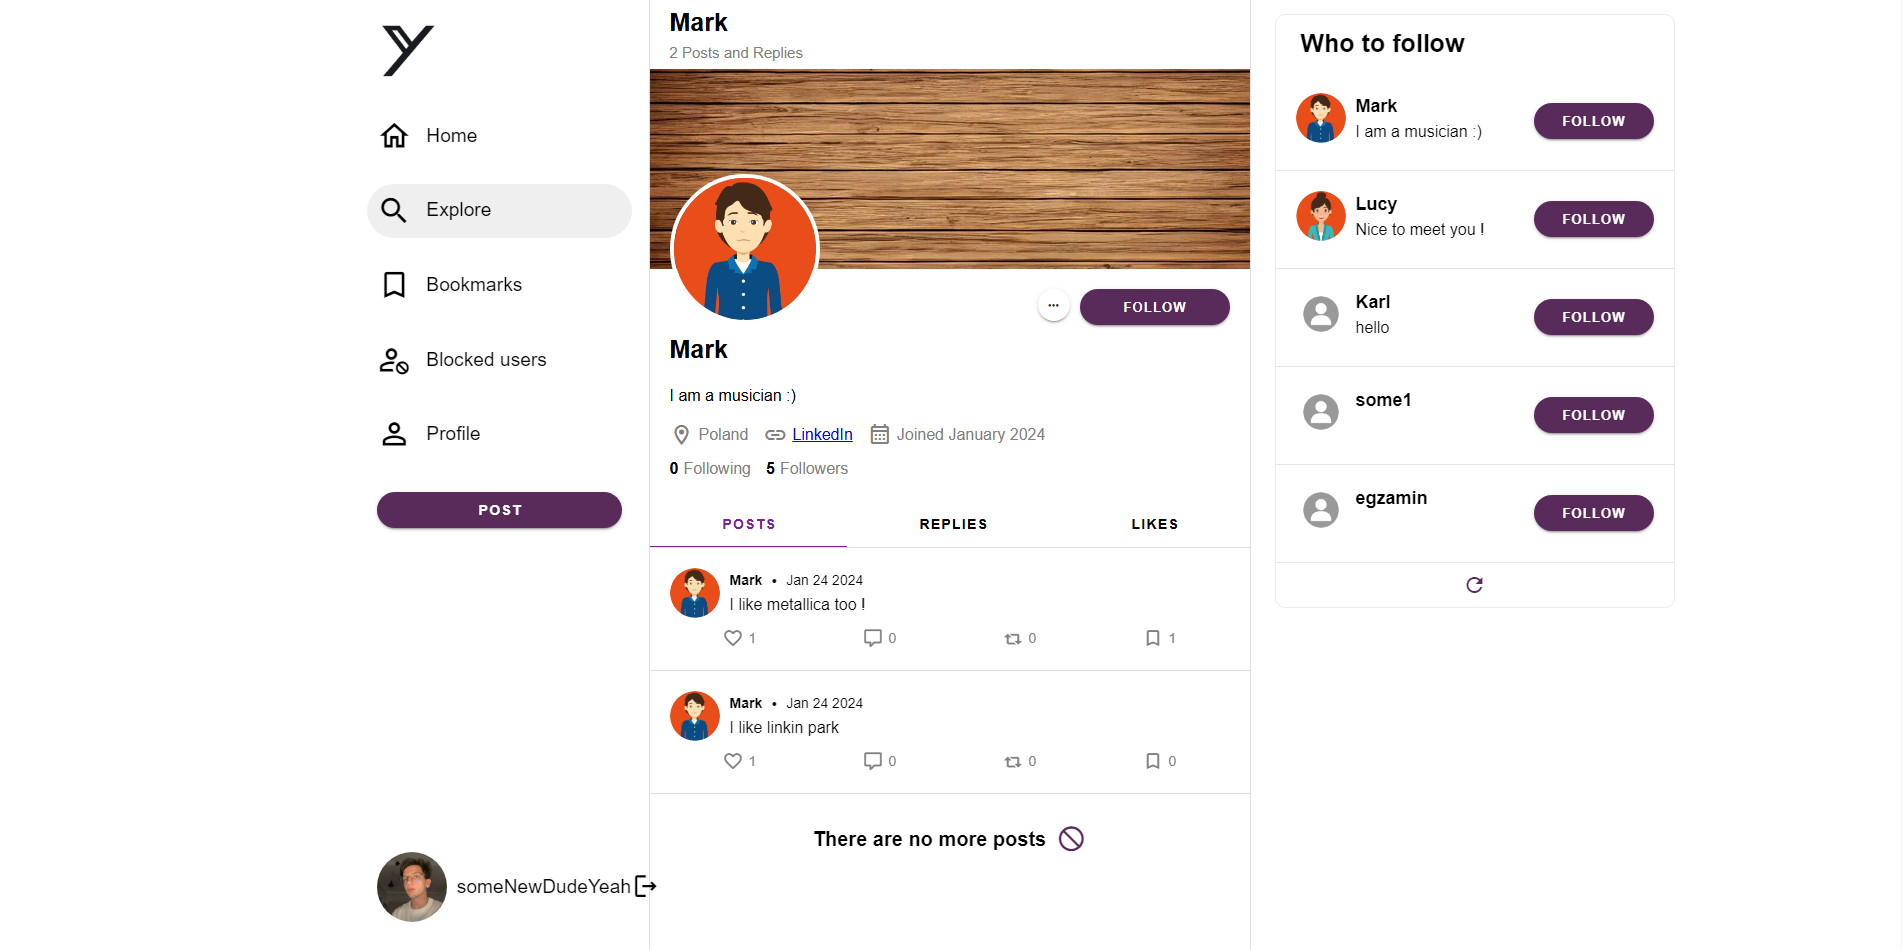 Home
Explore
Bookmarks
Blocked users
Profile
POST
someNewDudeYeah
Mark
2 Posts and Replies
FOLLOW
Mark
I am a musician :)
Poland LinkedIn Joined January 2024
0 Following 5 Followers
POSTS REPLIES LIKES
Mark • Jan 24 2024
I like metallica too !
1 0 0 1
Mark • Jan 24 2024
I like linkin park
1 0 0 0
There are no more posts
Who to follow
Mark
I am a musician :)
FOLLOW
Lucy
Nice to meet you !
FOLLOW
Karl
hello
FOLLOW
some1
FOLLOW
egzamin
FOLLOW